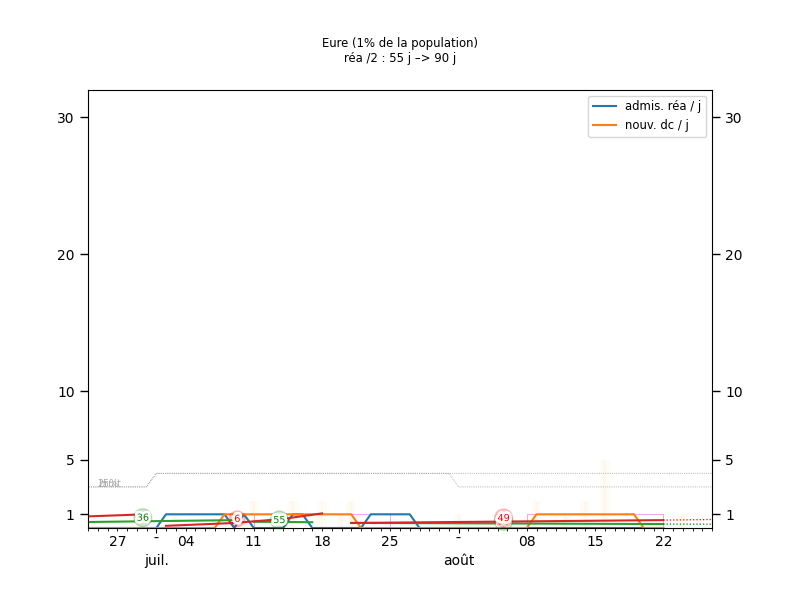 Eure (1% de la population)
réa /2 : 55 j –> 90 j
admis. réa / j
nouv. dc / j
30 30
20 20
10 10
5 5
1 1
36 6 55 49
27 - 04 11 18 25 - 08 15 22
juil. août